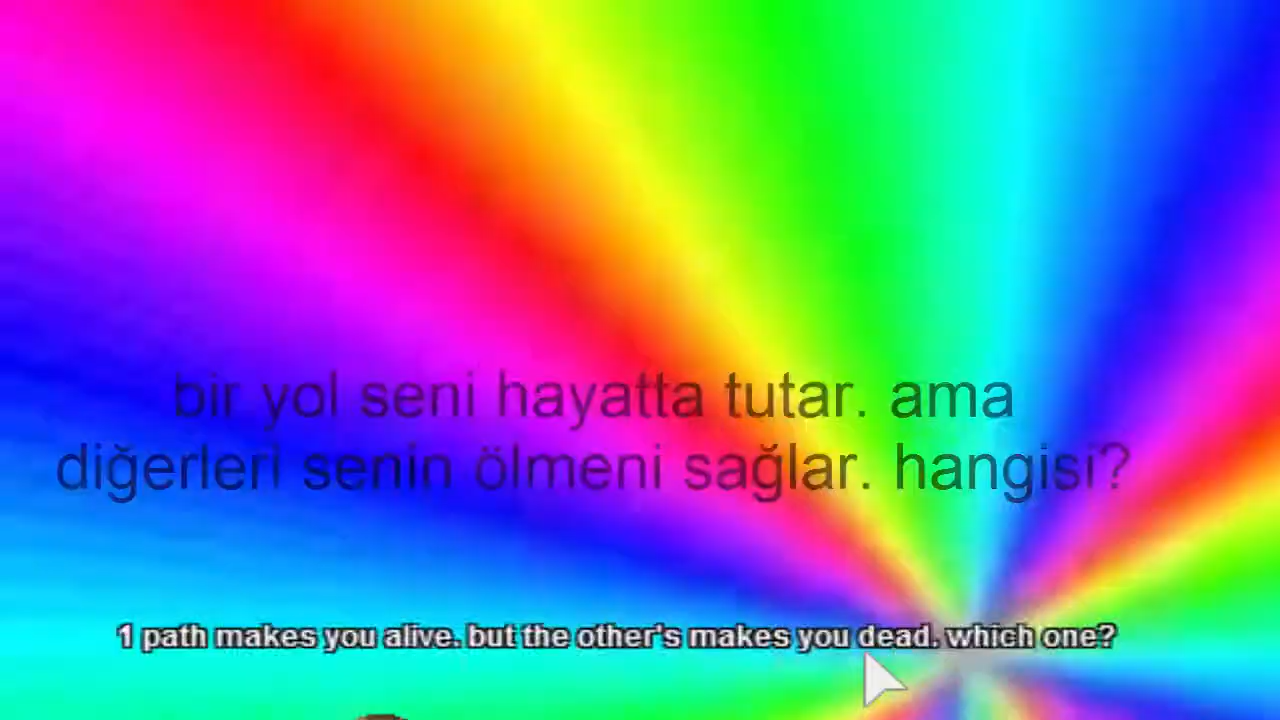 bir yol seni hayatta tutar. ama
diğerleri senin ölmeni sağlar. hangisi?
1 path makes you alive. but the other's makes you dead. which one?